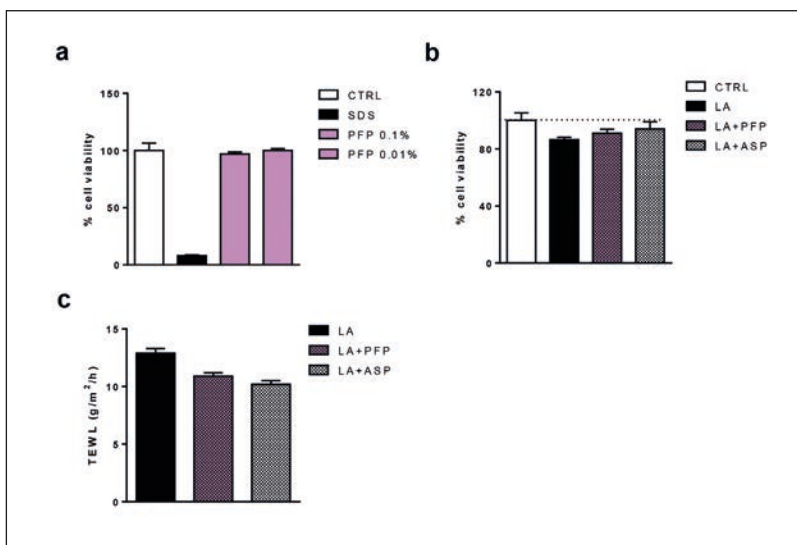 a
150
100
50
0
% cell viability
CTRL
SDS
PFP 0.1%
PFP 0.01%
b
120
80
40
0
% cell viability
CTRL
LA
LA+PFP
LA+ASP
c
15
10
5
0
TEWL (g/m²/h)
LA
LA+PFP
LA+ASP